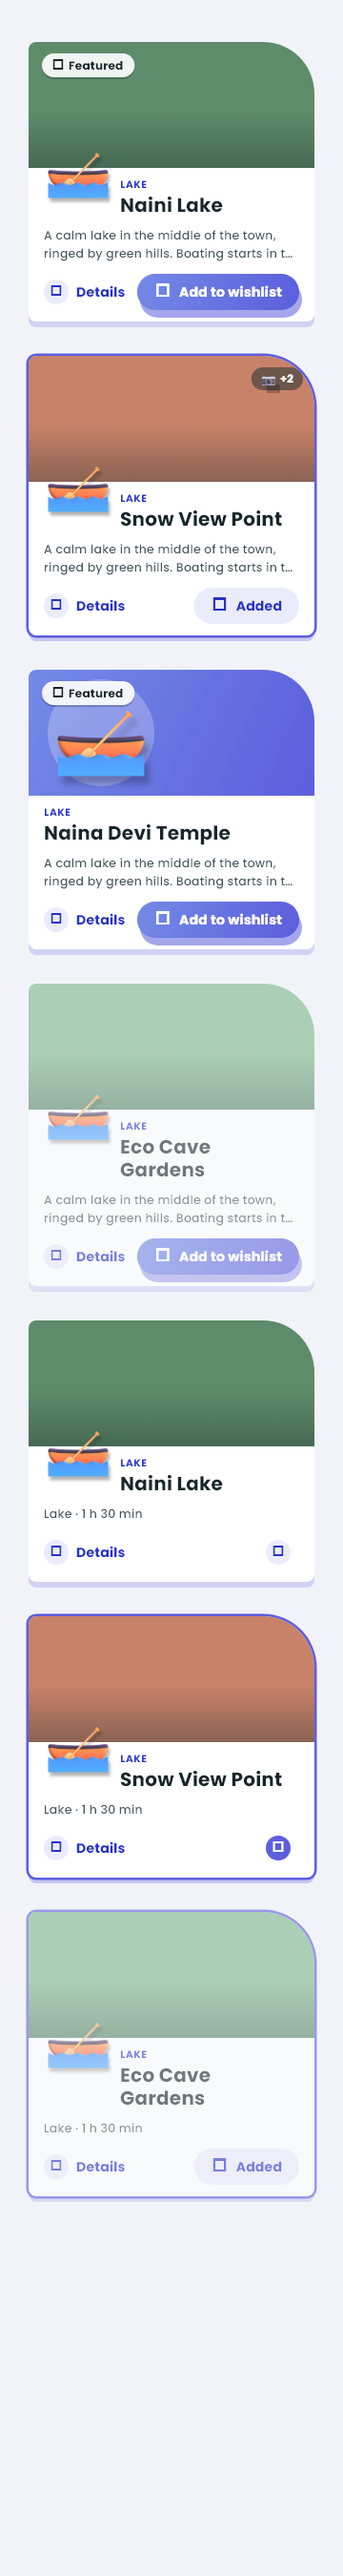 Featured
LAKE
Naini Lake
A calm lake in the middle of the town,
ringed by green hills. Boating starts in t…
Details
Add to wishlist
+2
LAKE
Snow View Point
A calm lake in the middle of the town,
ringed by green hills. Boating starts in t…
Details
Added
Featured
LAKE
Naina Devi Temple
A calm lake in the middle of the town,
ringed by green hills. Boating starts in t…
Details
Add to wishlist
LAKE
Eco Cave
Gardens
A calm lake in the middle of the town,
ringed by green hills. Boating starts in t…
Details
Add to wishlist
LAKE
Naini Lake
Lake · 1 h 30 min
Details
LAKE
Snow View Point
Lake · 1 h 30 min
Details
LAKE
Eco Cave
Gardens
Lake · 1 h 30 min
Details
Added